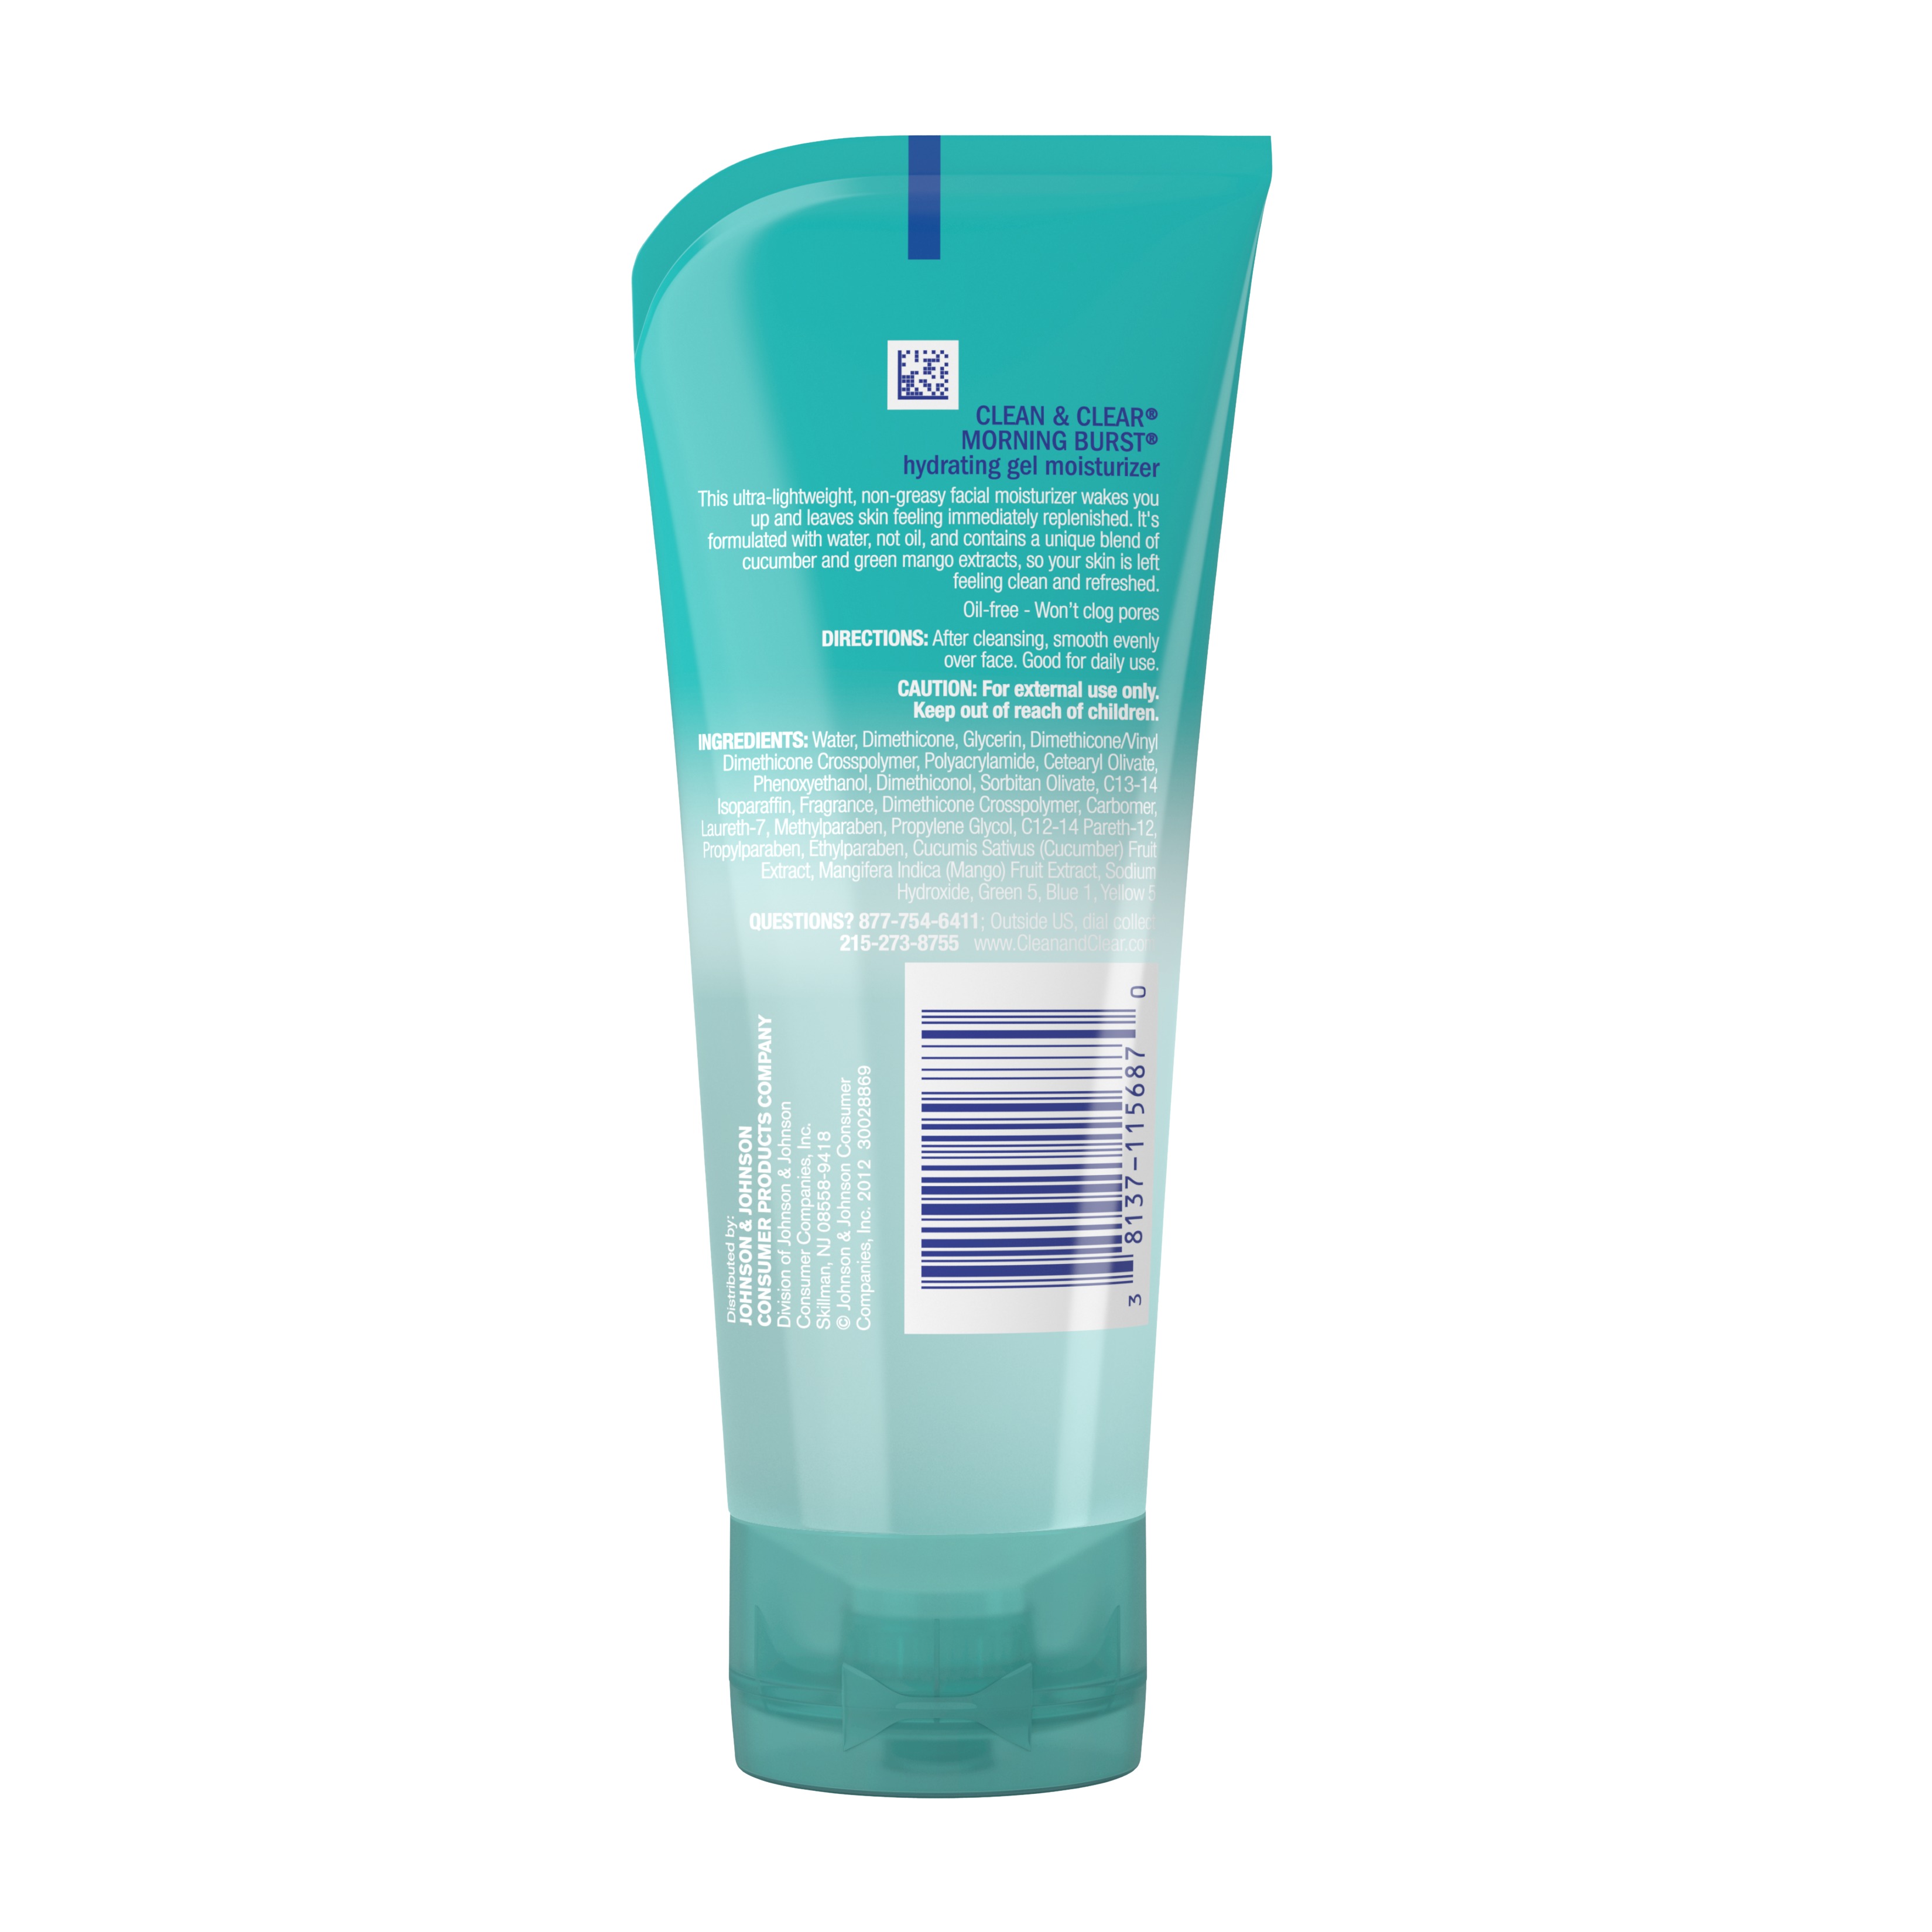 CLEAN & CLEAR®
MORNING BURST®
hydrating gel moisturizer
This ultra-lightweight, non-greasy facial moisturizer wakes you
up and leaves skin feeling immediately replenished. It's
formulated with water, not oil, and contains a unique blend of
cucumber and green mango extracts, so your skin is left
feeling clean and refreshed.
Oil-free - Won't clog pores
DIRECTIONS: After cleansing, smooth evenly
over face. Good for daily use.
CAUTION: For external use only.
Keep out of reach of children.
INGREDIENTS: Water, Dimethicone, Glycerin, Dimethicone/Vinyl
Dimethicone Crosspolymer, Polyacrylamide, Cetearyl Olivate,
Phenoxyethanol, Dimethiconol, Sorbitan Olivate, C13-14
Isoparaffin, Fragrance, Dimethicone Crosspolymer, Carbomer,
Laureth-7, Methylparaben, Propylene Glycol, C12-14 Pareth-12,
Propylparaben, Ethylparaben, Cucumis Sativus (Cucumber) Fruit
Extract, Mangifera Indica (Mango) Fruit Extract, Sodium
Hydroxide, Green 5, Blue 1, Yellow 5
QUESTIONS? 877-754-6411; Outside US, dial collect
215-273-8755 www.CleanandClear.com
Distributed by:
JOHNSON & JOHNSON
CONSUMER PRODUCTS COMPANY
Division of Johnson & Johnson
Consumer Companies, Inc.
Skillman, NJ 08558-9418
© Johnson & Johnson Consumer
Companies, Inc. 2012 30028869
3 8137-115687 0